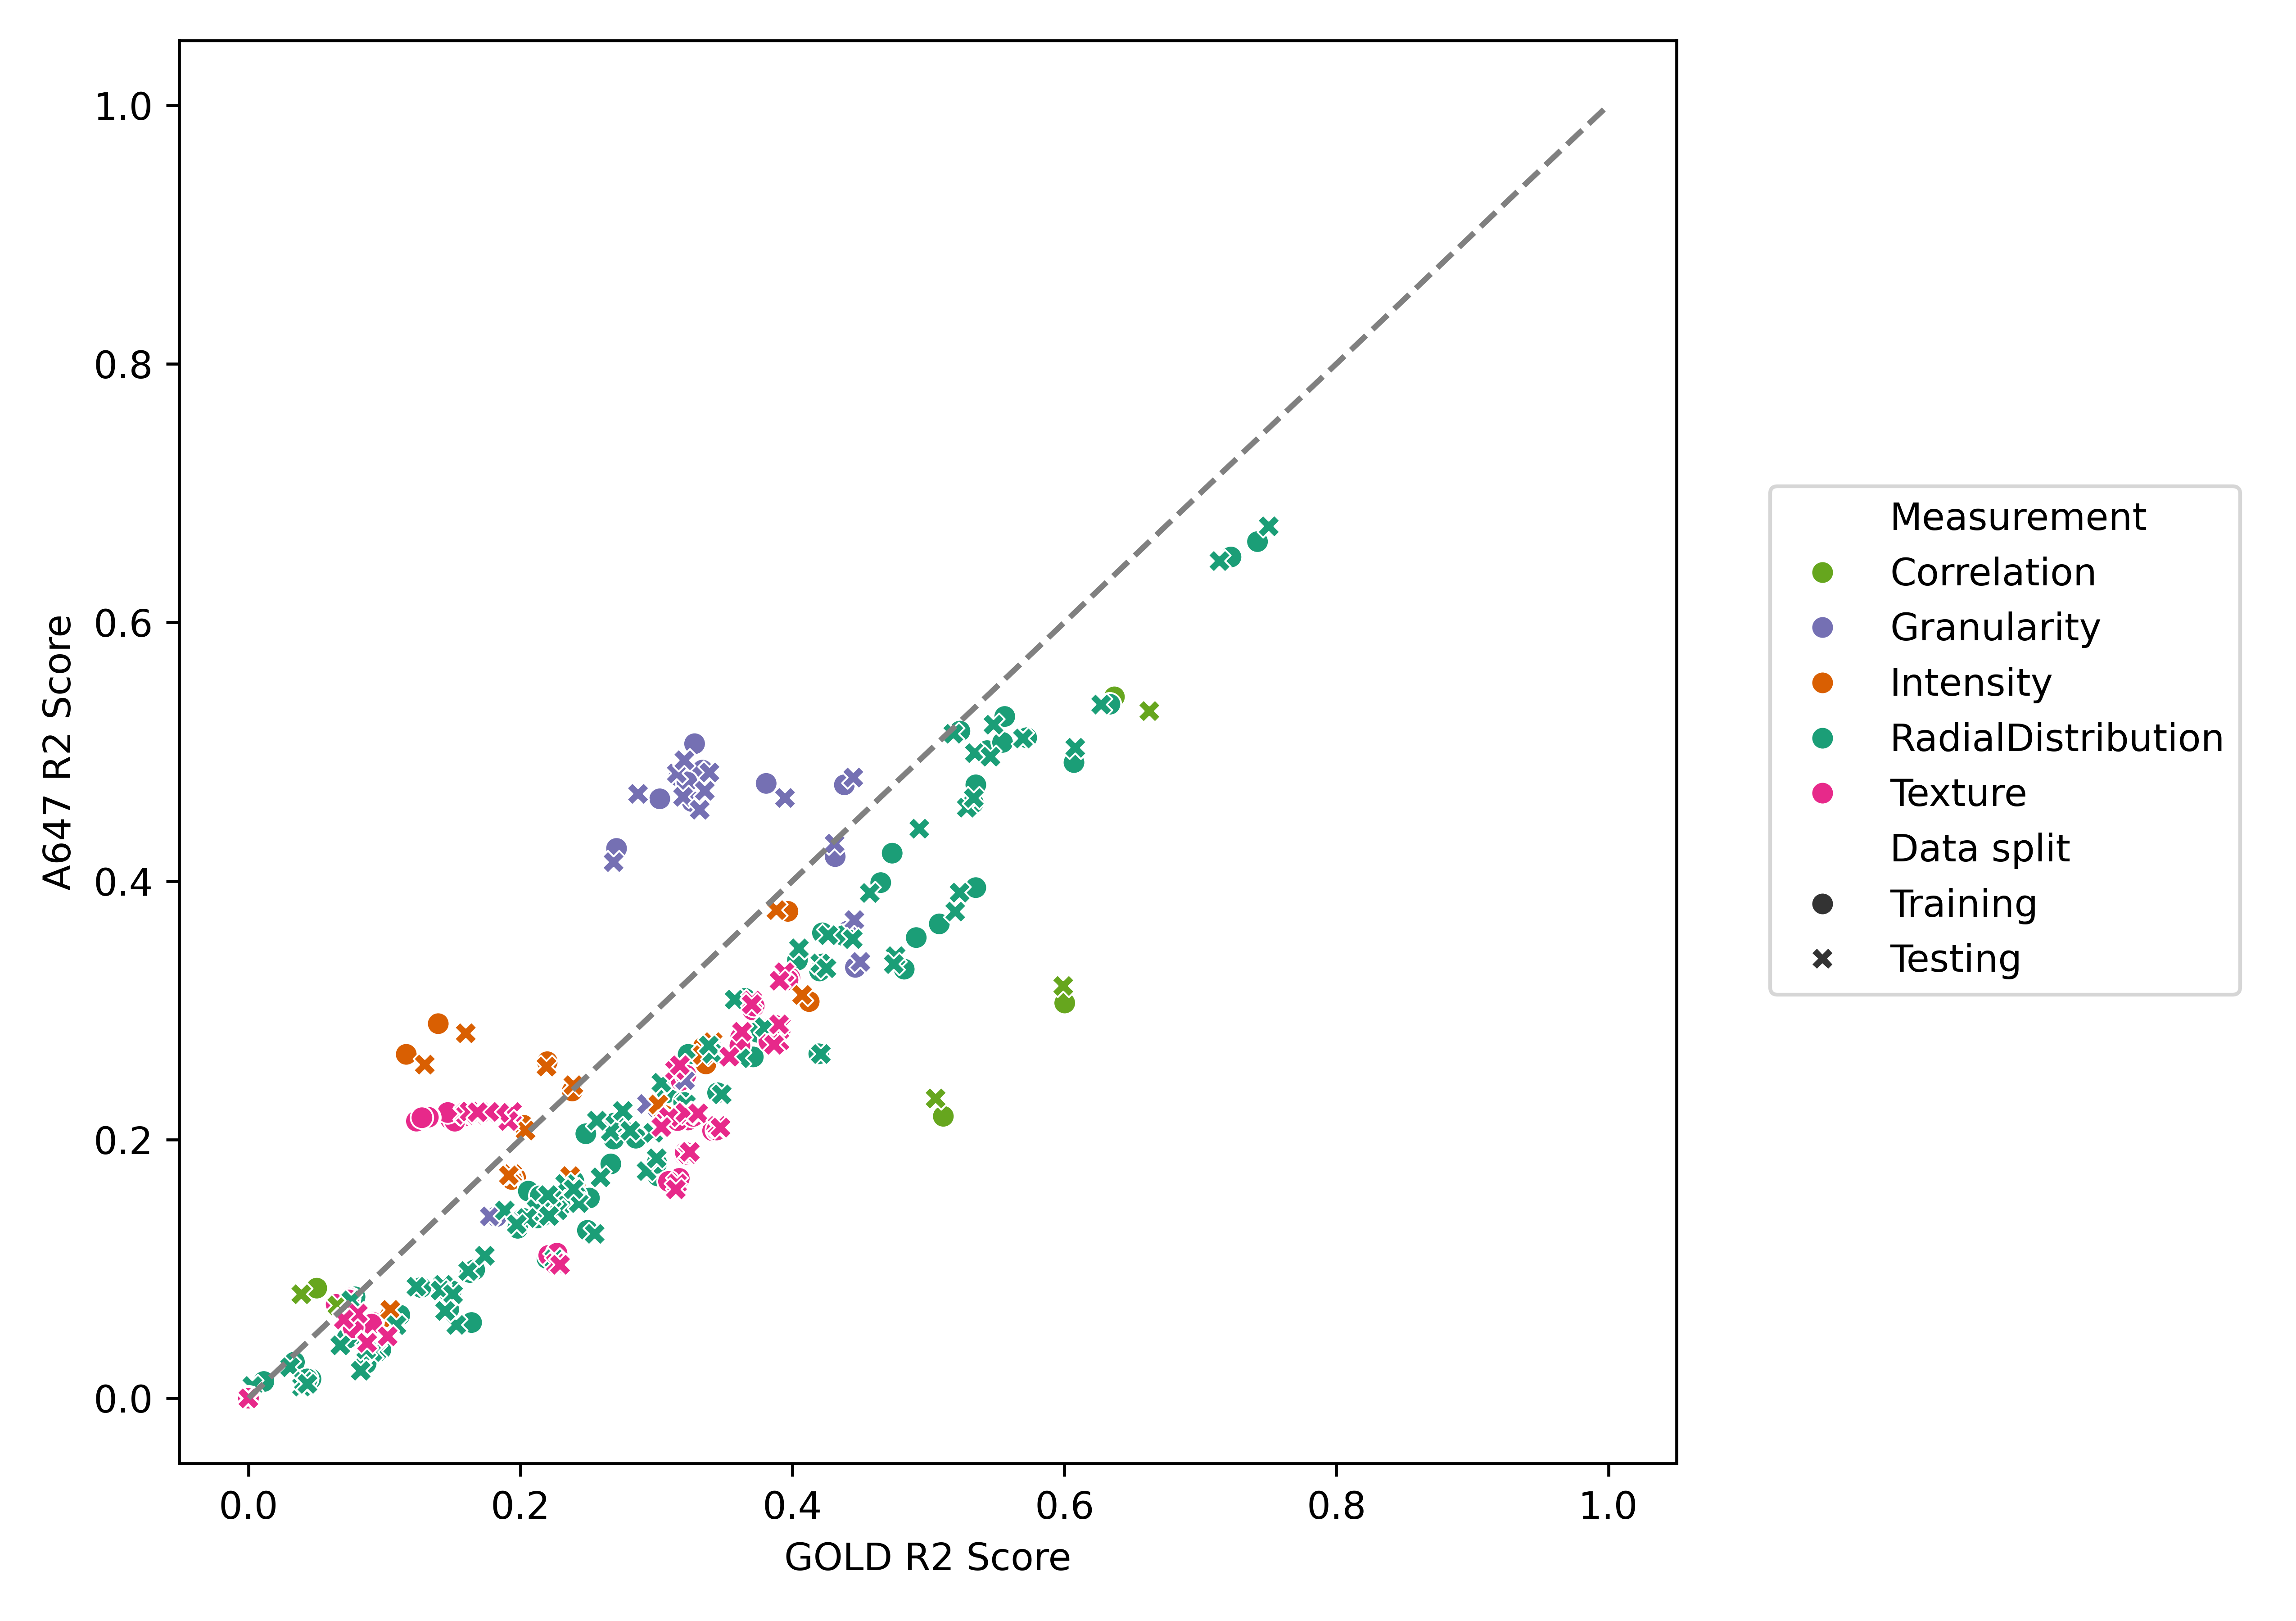 1.0
0.8
0.6
0.4
0.2
0.0
A647 R2 Score
0.0 0.2 0.4 0.6 0.8 1.0
GOLD R2 Score
Measurement
Correlation
Granularity
Intensity
RadialDistribution
Texture
Data split
Training
Testing